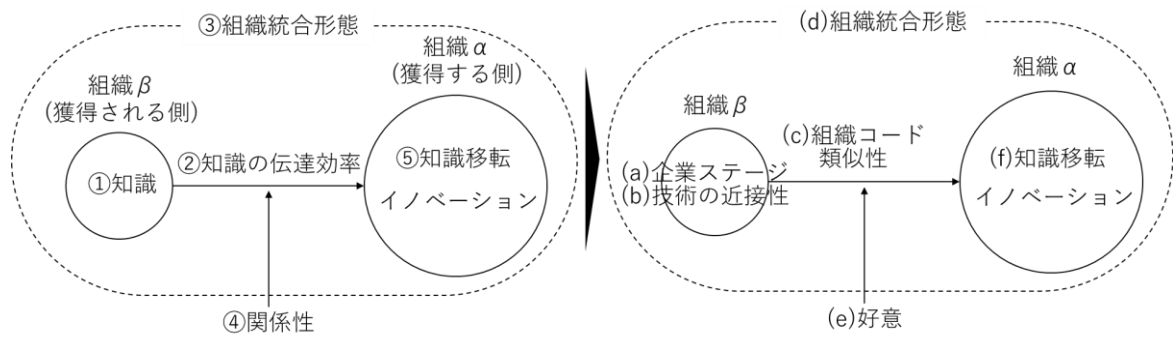 ③組織統合形態
組織α
(獲得する側)
組織β
(獲得される側)
②知識の伝達効率
①知識
⑤知識移転
イノベーション
④関係性
(d)組織統合形態
組織α
組織β
(c)組織コード
類似性
(a)企業ステージ
(b)技術の近接性
(f)知識移転
イノベーション
(e)好意